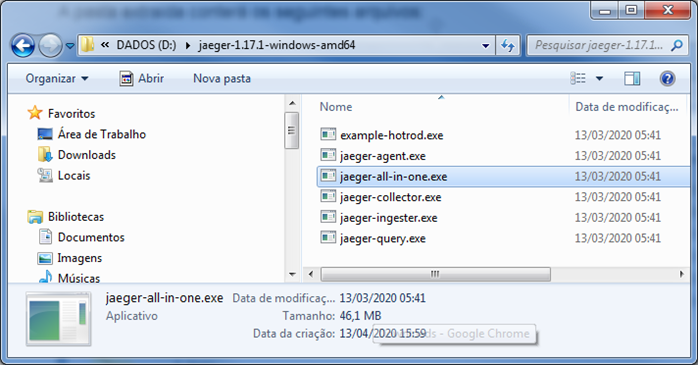 A pasta extraída conterá os seguintes arquivos
« DADOS (D:) ▸ jaeger-1.17.1-windows-amd64
Pesquisar jaeger-1.17.1...
Organizar
Abrir
Nova pasta
Favoritos
Área de Trabalho
Downloads
Locais
Bibliotecas
Documentos
Imagens
Músicas
Nome Data de modificaç...
example-hotrod.exe 13/03/2020 05:41
jaeger-agent.exe 13/03/2020 05:41
jaeger-all-in-one.exe 13/03/2020 05:41
jaeger-collector.exe 13/03/2020 05:41
jaeger-ingester.exe 13/03/2020 05:41
jaeger-query.exe 13/03/2020 05:41
jaeger-all-in-one.exe Data de modificaç... 13/03/2020 05:41
Aplicativo Tamanho: 46,1 MB
Data da criação: 13/04/2020 15:59
- Google Chrome